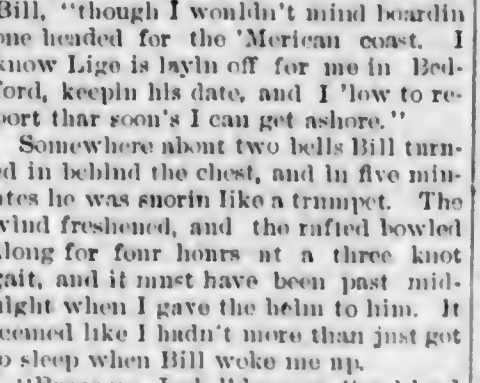 Bill, "though I wouldn't mind boardin
one headed for the 'Merican coast. I
know Lige is layin off for me in Bed-
ford, keepin his date, and I 'low to re-
port thar soon's I can get ashore."
Somewhere about two bells Bill turn-
ed in behind the chest, and in five min-
utes he was snorin like a trumpet. The
wind freshened, and the rafted bowled
along for four hours at a three knot
gait, and it must have been past mid-
night when I gave the helm to him. It
seemed like I hadn't more than just got
to sleep when Bill woke me up.